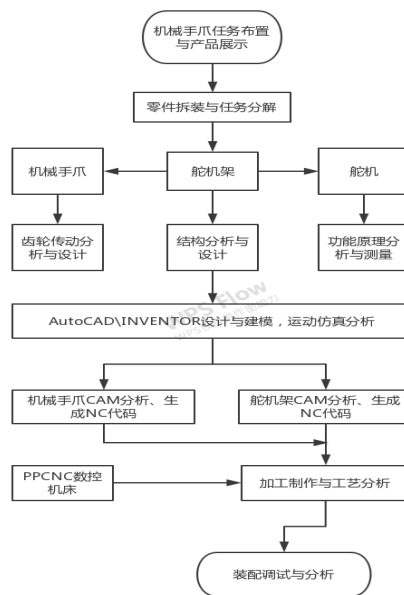 机械手爪任务布置
与产品展示
零件拆装与任务分解
机械手爪
舵机架
舵机
齿轮传动分
析与设计
结构分析与
设计
功能原理分
析与测量
WPS Flow
AutoCAD\INVENTOR设计与建模，运动仿真分析
机械手爪CAM分析、生
成NC代码
舵机架CAM分析、生成
NC代码
PPCNC数控
机床
加工制作与工艺分析
装配调试与分析